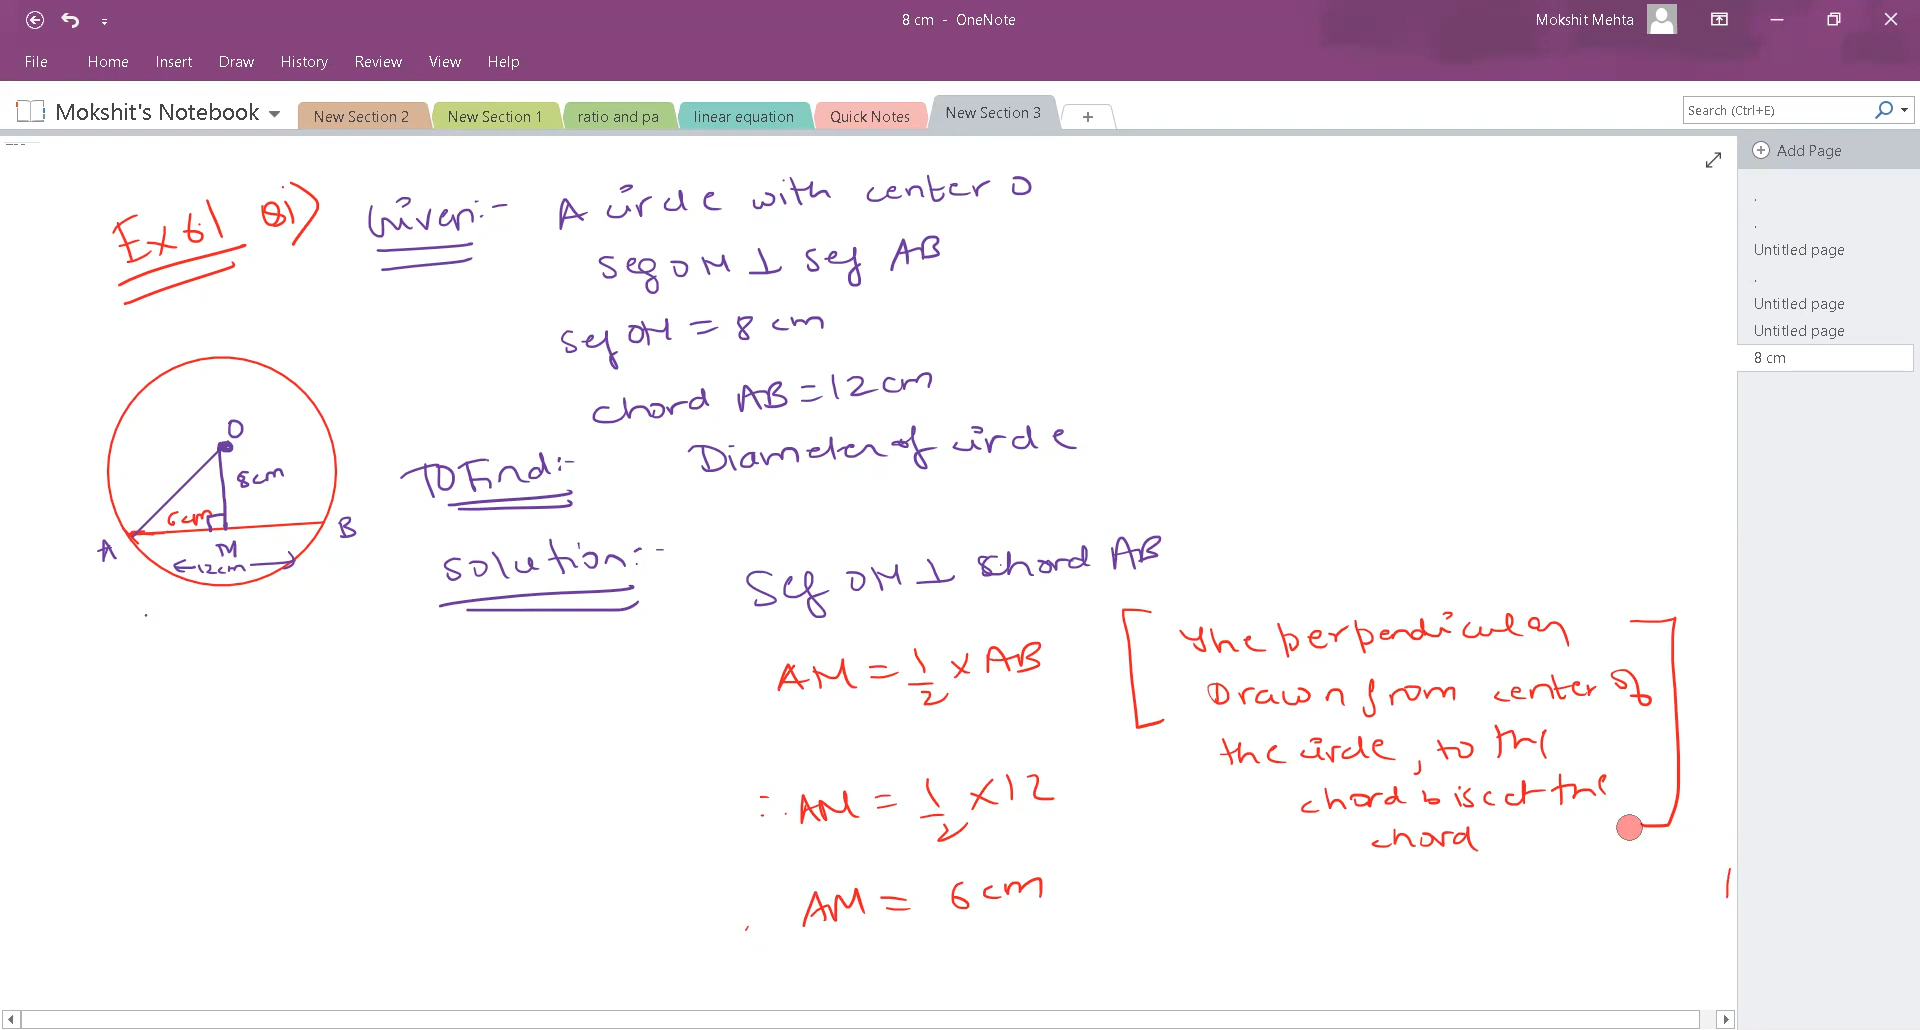 8 cm - OneNote
Mokshit Mehta
File Home Insert Draw History Review View Help
Mokshit's Notebook
New Section 2 New Section 1 ratio and pa linear equation Quick Notes New Section 3 +
Search (Ctrl+E)
Add Page
.
.
Untitled page
.
Untitled page
Untitled page
8 cm
Ex 6.1 Q1) Given:- A circle with center O
seg OM ⊥ seg AB
seg OM = 8 cm
chord AB = 12 cm
To Find:- Diameter of circle
O
8cm
6cm
A M B
12cm
solution:- Seg OM ⊥ chord AB
AM = 1/2 × AB
[The perpendicular
Drawn from center of
the circle, to the
chord bisect the
chord]
∴ AM = 1/2 × 12
AM = 6 cm